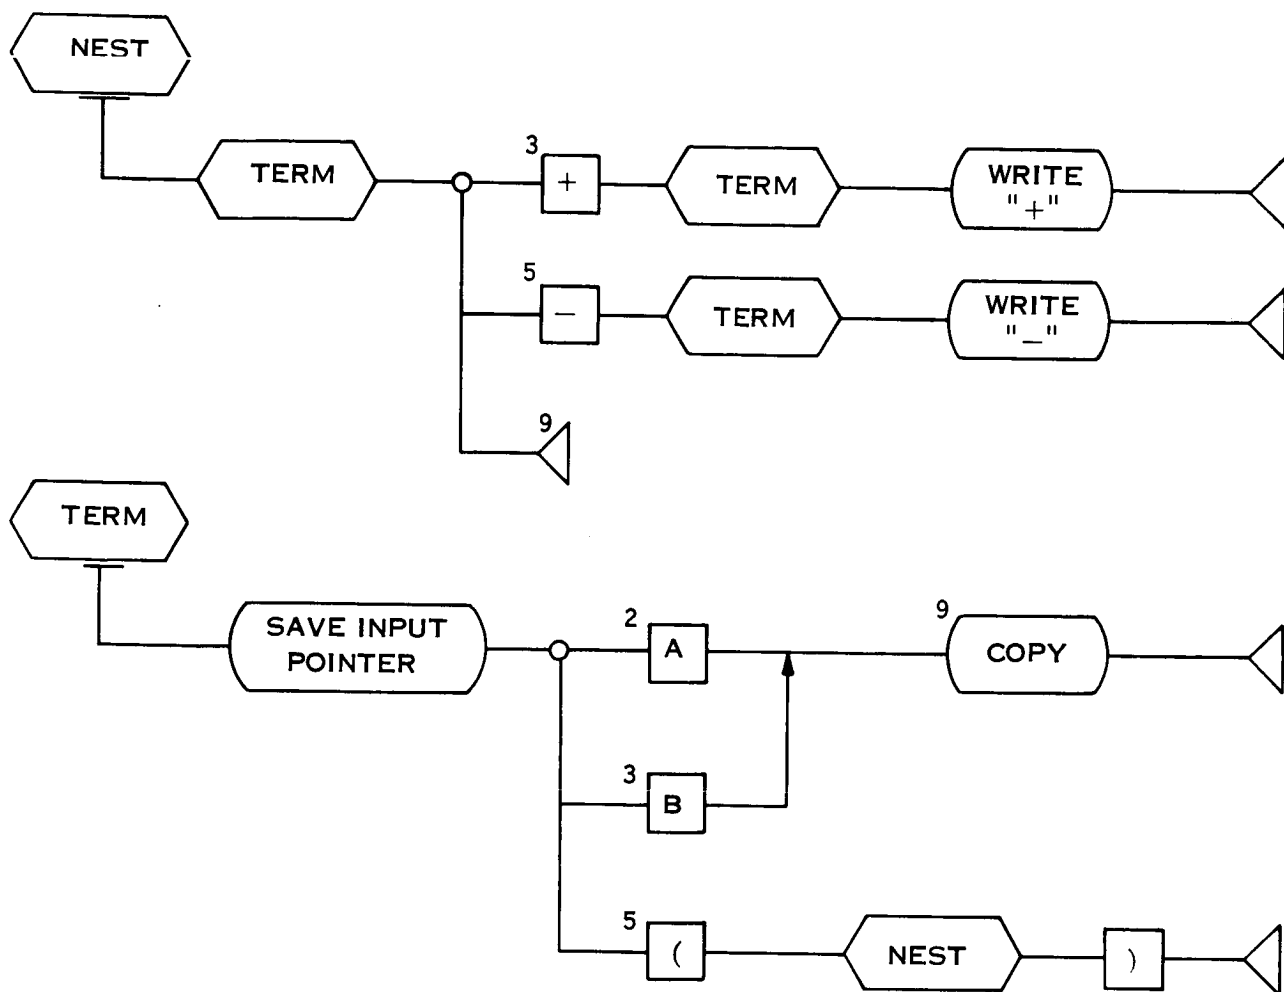 NEST
3
TERM
+
TERM
WRITE
"+"
5
−
TERM
WRITE
"−"
9
TERM
SAVE INPUT
POINTER
2
A
9
COPY
3
B
5
(
NEST
)